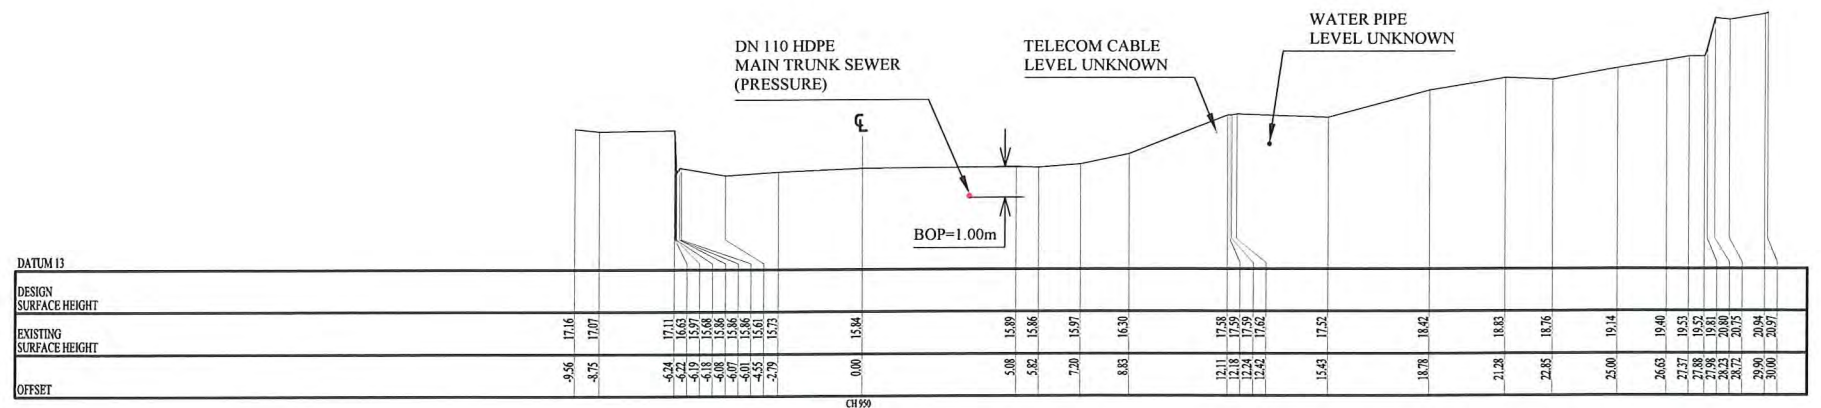 WATER PIPE
LEVEL UNKNOWN
DN 110 HDPE
MAIN TRUNK SEWER
(PRESSURE)
TELECOM CABLE
LEVEL UNKNOWN
℄
BOP=1.00m
DATUM 13
DESIGN
SURFACE HEIGHT
EXISTING
SURFACE HEIGHT
17.16 17.07 17.11 16.63 15.97 15.68 15.86 15.86 15.86 15.61 15.73 15.84 15.89 15.86 15.97 16.30 17.58 17.59 17.59 17.62 17.52 18.42 18.83 18.76 19.14 19.40 19.53 19.52 19.81 20.80 20.75 20.94 20.97
OFFSET
-9.56 -8.75 -6.24 -6.22 -6.19 -6.18 -6.08 -6.07 -6.01 -4.55 -2.79 0.00 5.08 5.82 7.20 8.83 12.11 12.18 12.24 12.42 15.43 18.78 21.28 22.85 25.00 26.63 27.37 27.88 27.98 28.23 28.72 29.90 30.00
CH 950